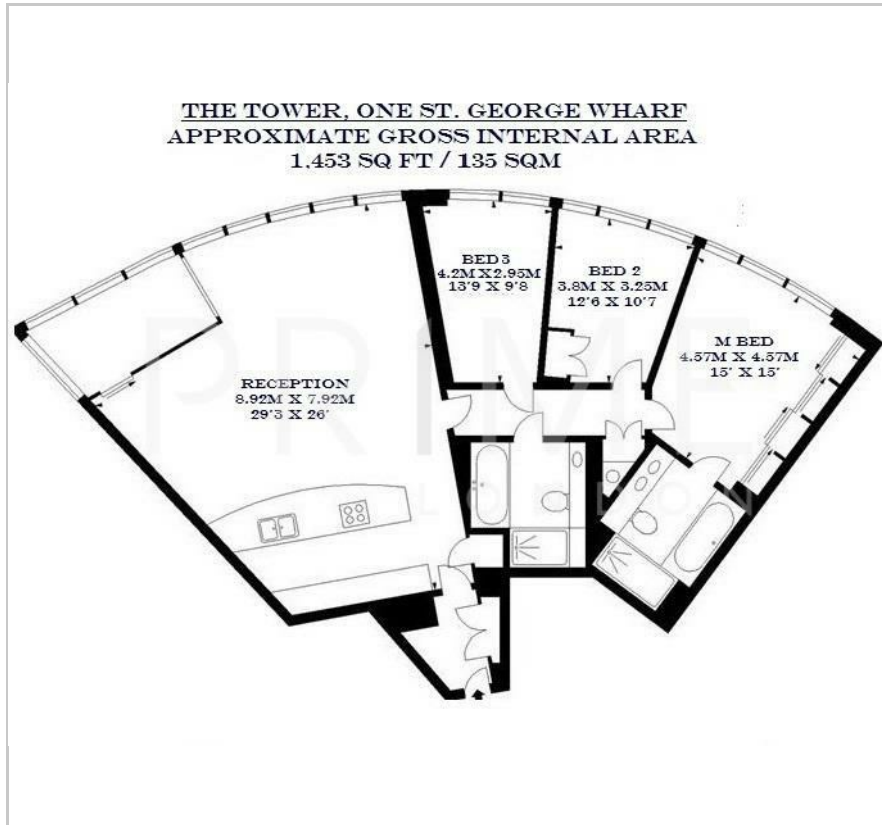 THE TOWER, ONE ST. GEORGE WHARF
APPROXIMATE GROSS INTERNAL AREA
1.453 SQ FT / 135 SQM
BED 3
4.2M X 2.95M
13'9 X 9'8
BED 2
3.8M X 3.25M
12'6 X 10'7
M BED
4.57M X 4.57M
15' X 15'
RECEPTION
8.92M X 7.92M
29'3 X 26'
PRIME
LONDON